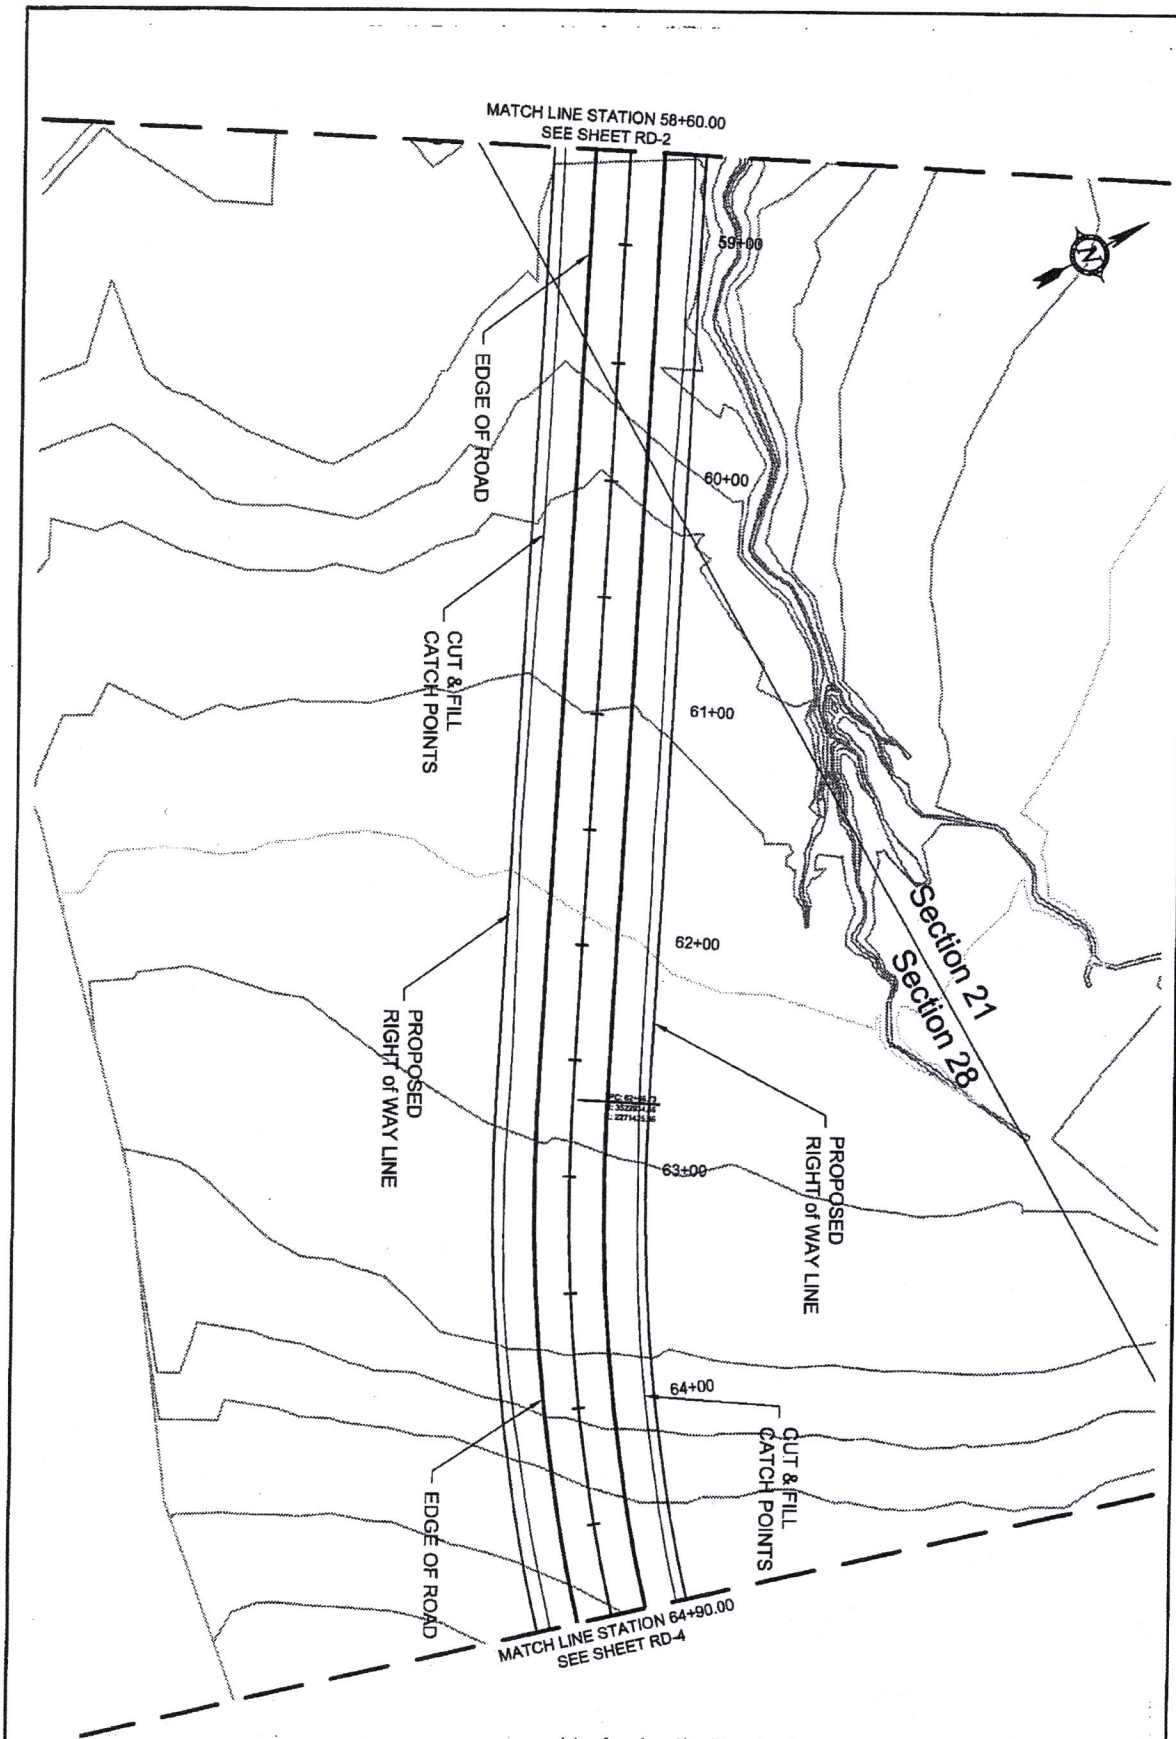 MATCH LINE STATION 58+60.00
SEE SHEET RD-2
59+00
N
EDGE OF ROAD
60+00
CUT & FILL
CATCH POINTS
61+00
Section 21
Section 28
62+00
PROPOSED
RIGHT of WAY LINE
PROPOSED
RIGHT of WAY LINE
63+00
64+00
CUT & FILL
CATCH POINTS
EDGE OF ROAD
MATCH LINE STATION 64+90.00
SEE SHEET RD-4